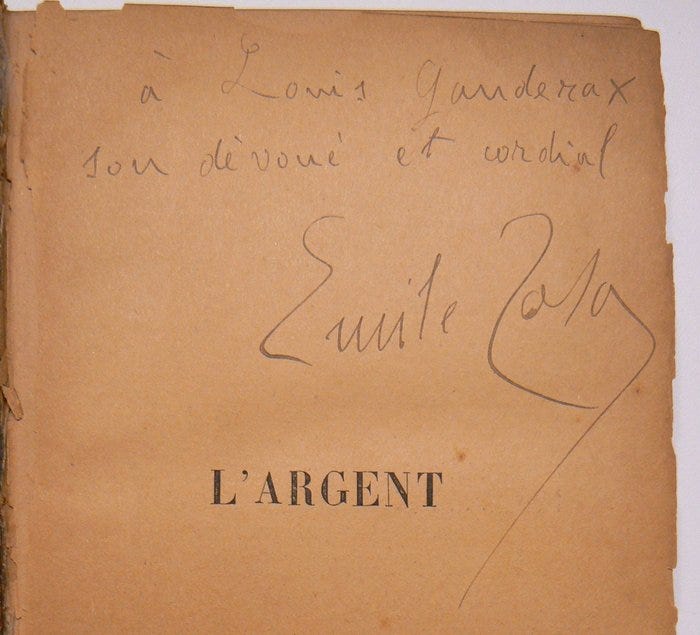 à Louis Ganderax
son dévoué et cordial
Emile Zola
L'ARGENT